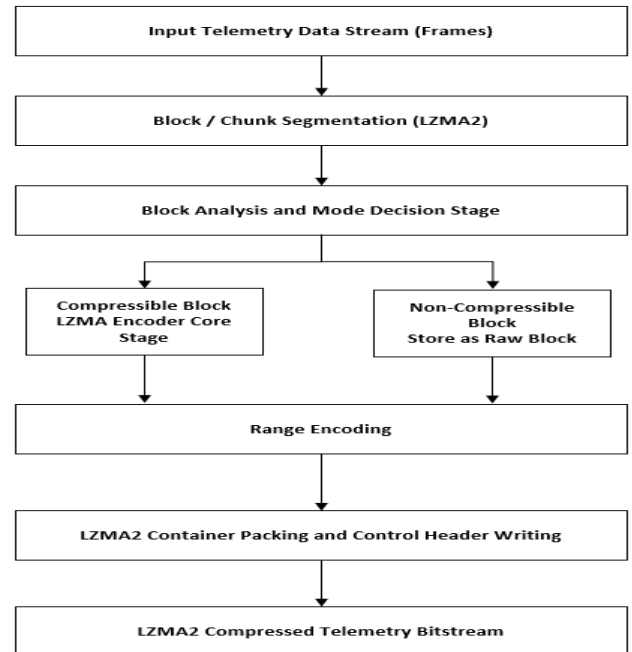 Input Telemetry Data Stream (Frames)
Block / Chunk Segmentation (LZMA2)
Block Analysis and Mode Decision Stage
Compressible Block
LZMA Encoder Core
Stage
Non-Compressible
Block
Store as Raw Block
Range Encoding
LZMA2 Container Packing and Control Header Writing
LZMA2 Compressed Telemetry Bitstream